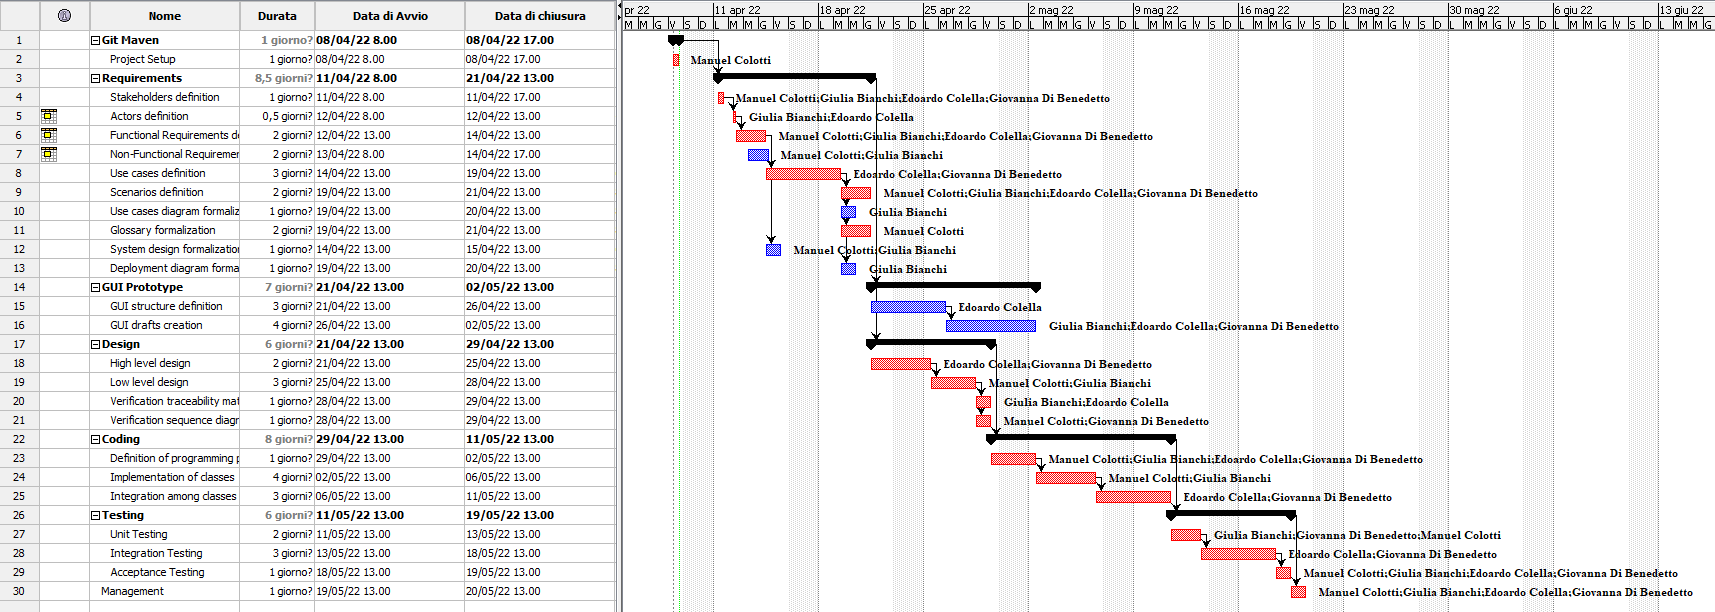 Nome Durata Data di Avvio Data di chiusura
pr 22 11 apr 22 18 apr 22 25 apr 22 2 mag 22 9 mag 22 16 mag 22 23 mag 22 30 mag 22 6 giu 22 13 giu 22
M M G V S D L M M G V S D L M M G V S D L M M G V S D L M M G V S D L M M G V S D L M M G V S D L M M G V S D L M M G V S D L M M G V S D L M M G
1 Git Maven 1 giorno? 08/04/22 8.00 08/04/22 17.00
2 Project Setup 1 giorno? 08/04/22 8.00 08/04/22 17.00 Manuel Colotti
3 Requirements 8,5 giorni? 11/04/22 8.00 21/04/22 13.00
4 Stakeholders definition 1 giorno? 11/04/22 8.00 11/04/22 17.00 Manuel Colotti;Giulia Bianchi;Edoardo Colella;Giovanna Di Benedetto
5 Actors definition 0,5 giorni? 12/04/22 8.00 12/04/22 13.00 Giulia Bianchi;Edoardo Colella
6 Functional Requirements de 2 giorni? 12/04/22 13.00 14/04/22 13.00 Manuel Colotti;Giulia Bianchi;Edoardo Colella;Giovanna Di Benedetto
7 Non-Functional Requiremer 2 giorni? 13/04/22 8.00 14/04/22 17.00 Manuel Colotti;Giulia Bianchi
8 Use cases definition 3 giorni? 14/04/22 13.00 19/04/22 13.00 Edoardo Colella;Giovanna Di Benedetto
9 Scenarios definition 2 giorni? 19/04/22 13.00 21/04/22 13.00 Manuel Colotti;Giulia Bianchi;Edoardo Colella;Giovanna Di Benedetto
10 Use cases diagram formaliz 1 giorno? 19/04/22 13.00 20/04/22 13.00 Giulia Bianchi
11 Glossary formalization 2 giorni? 19/04/22 13.00 21/04/22 13.00 Manuel Colotti
12 System design formalization 1 giorno? 14/04/22 13.00 15/04/22 13.00 Manuel Colotti;Giulia Bianchi
13 Deployment diagram forma 1 giorno? 19/04/22 13.00 20/04/22 13.00 Giulia Bianchi
14 GUI Prototype 7 giorni? 21/04/22 13.00 02/05/22 13.00
15 GUI structure definition 3 giorni? 21/04/22 13.00 26/04/22 13.00 Edoardo Colella
16 GUI drafts creation 4 giorni? 26/04/22 13.00 02/05/22 13.00 Giulia Bianchi;Edoardo Colella;Giovanna Di Benedetto
17 Design 6 giorni? 21/04/22 13.00 29/04/22 13.00
18 High level design 2 giorni? 21/04/22 13.00 25/04/22 13.00 Edoardo Colella;Giovanna Di Benedetto
19 Low level design 3 giorni? 25/04/22 13.00 28/04/22 13.00 Manuel Colotti;Giulia Bianchi
20 Verification traceability mat 1 giorno? 28/04/22 13.00 29/04/22 13.00 Giulia Bianchi;Edoardo Colella
21 Verification sequence diagr 1 giorno? 28/04/22 13.00 29/04/22 13.00 Manuel Colotti;Giovanna Di Benedetto
22 Coding 8 giorni? 29/04/22 13.00 11/05/22 13.00
23 Definition of programming p 1 giorno? 29/04/22 13.00 02/05/22 13.00 Manuel Colotti;Giulia Bianchi;Edoardo Colella;Giovanna Di Benedetto
24 Implementation of classes 4 giorni? 02/05/22 13.00 06/05/22 13.00 Manuel Colotti;Giulia Bianchi
25 Integration among classes 3 giorni? 06/05/22 13.00 11/05/22 13.00 Edoardo Colella;Giovanna Di Benedetto
26 Testing 6 giorni? 11/05/22 13.00 19/05/22 13.00
27 Unit Testing 2 giorni? 11/05/22 13.00 13/05/22 13.00 Giulia Bianchi;Giovanna Di Benedetto;Manuel Colotti
28 Integration Testing 3 giorni? 13/05/22 13.00 18/05/22 13.00 Edoardo Colella;Giovanna Di Benedetto
29 Acceptance Testing 1 giorno? 18/05/22 13.00 19/05/22 13.00 Manuel Colotti;Giulia Bianchi;Edoardo Colella;Giovanna Di Benedetto
30 Management 1 giorno? 19/05/22 13.00 20/05/22 13.00 Manuel Colotti;Giulia Bianchi;Edoardo Colella;Giovanna Di Benedetto